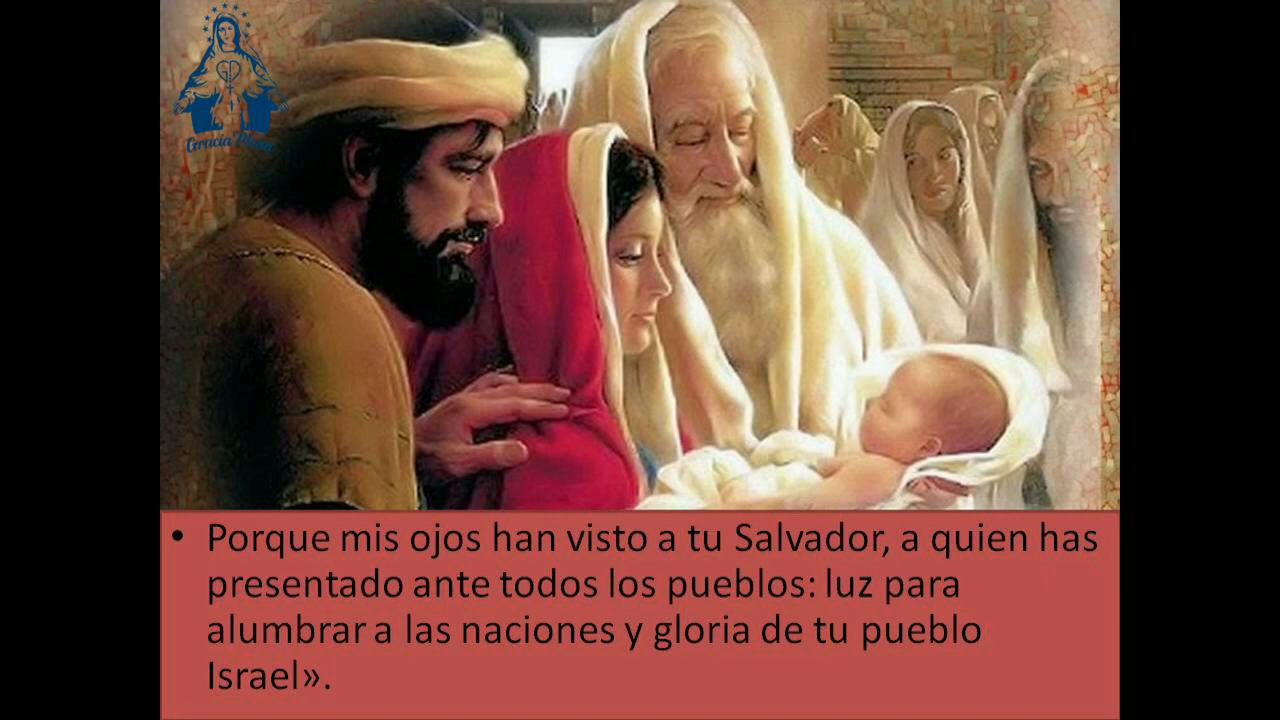 • Porque mis ojos han visto a tu Salvador, a quien has
presentado ante todos los pueblos: luz para
alumbrar a las naciones y gloria de tu pueblo
Israel».